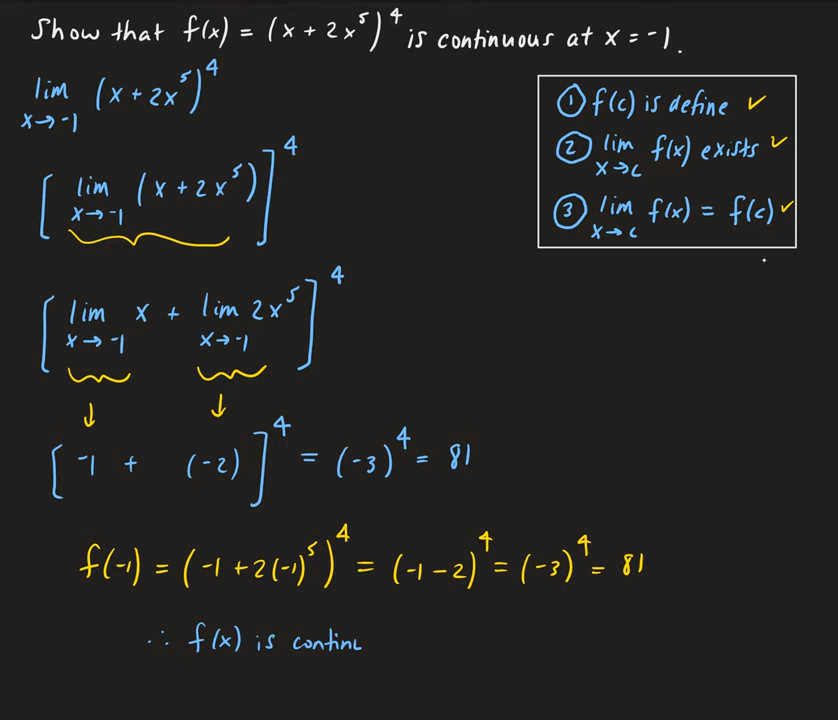 Show that f(x) = (x + 2x⁵)⁴ is continuous at x = -1.
lim (x + 2x⁵)⁴
x → -1
[ lim (x + 2x⁵) ]⁴
x → -1
[ lim x + lim 2x⁵ ]⁴
x → -1 x → -1
[ -1 + (-2) ]⁴ = (-3)⁴ = 81
f(-1) = (-1 + 2(-1)⁵)⁴ = (-1 - 2)⁴ = (-3)⁴ = 81
∴ f(x) is continu
① f(c) is define ✓
② lim f(x) exists ✓
x → c
③ lim f(x) = f(c) ✓
x → c